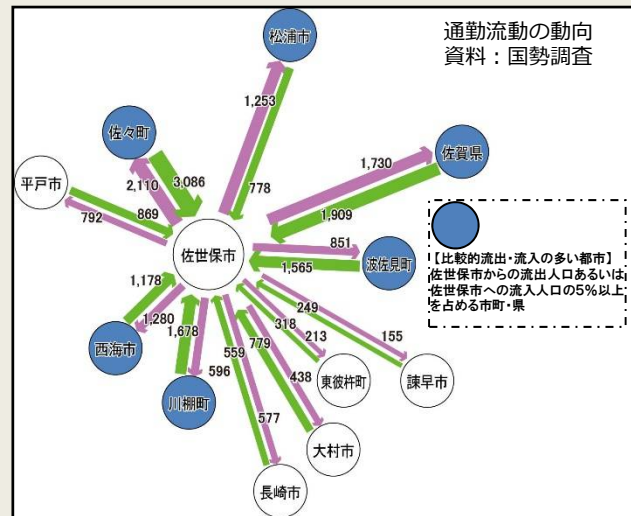 通勤流動の動向
資料：国勢調査
松浦市
1,253
778
佐々町
2,110
3,086
佐賀県
1,730
1,909
平戸市
869
792
佐世保市
851
1,565
波佐見町
【比較的流出・流入の多い都市】
佐世保市からの流出人口あるいは
佐世保市への流入人口の5%以上
を占める市町・県
1,178
1,280
西海市
1,678
596
川棚町
559
577
長崎市
779
438
大村市
318
213
東彼杵町
249
155
諫早市